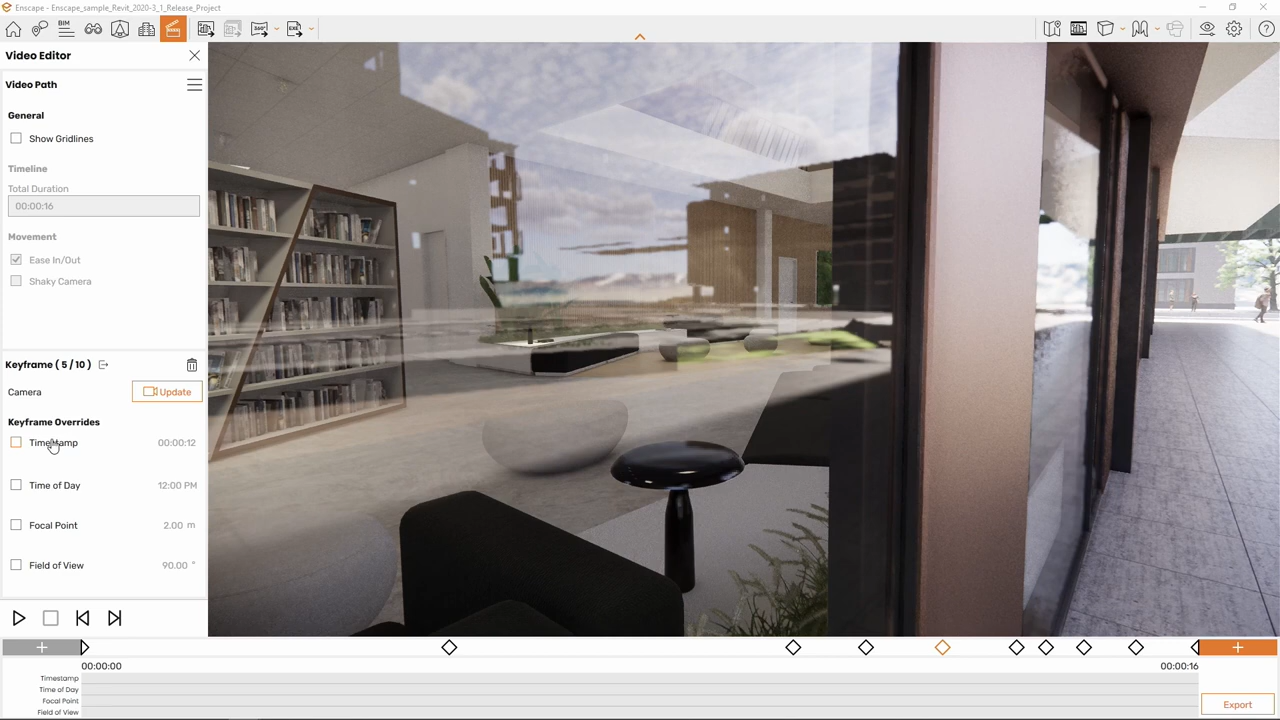 Enscape - Enscape_sample_Revit_2020-3_1_Release_Project
BIM
360°
EXE
Video Editor
Video Path
General
Show Gridlines
Timeline
Total Duration
00:00:16
Movement
Ease In/Out
Shaky Camera
Keyframe ( 5 / 10 )
Camera
Update
Keyframe Overrides
Timestamp 00:00:12
Time of Day 12:00 PM
Focal Point 2.00 m
Field of View 90.00 °
00:00:00 00:00:16
Timestamp
Time of Day
Focal Point
Field of View
Export